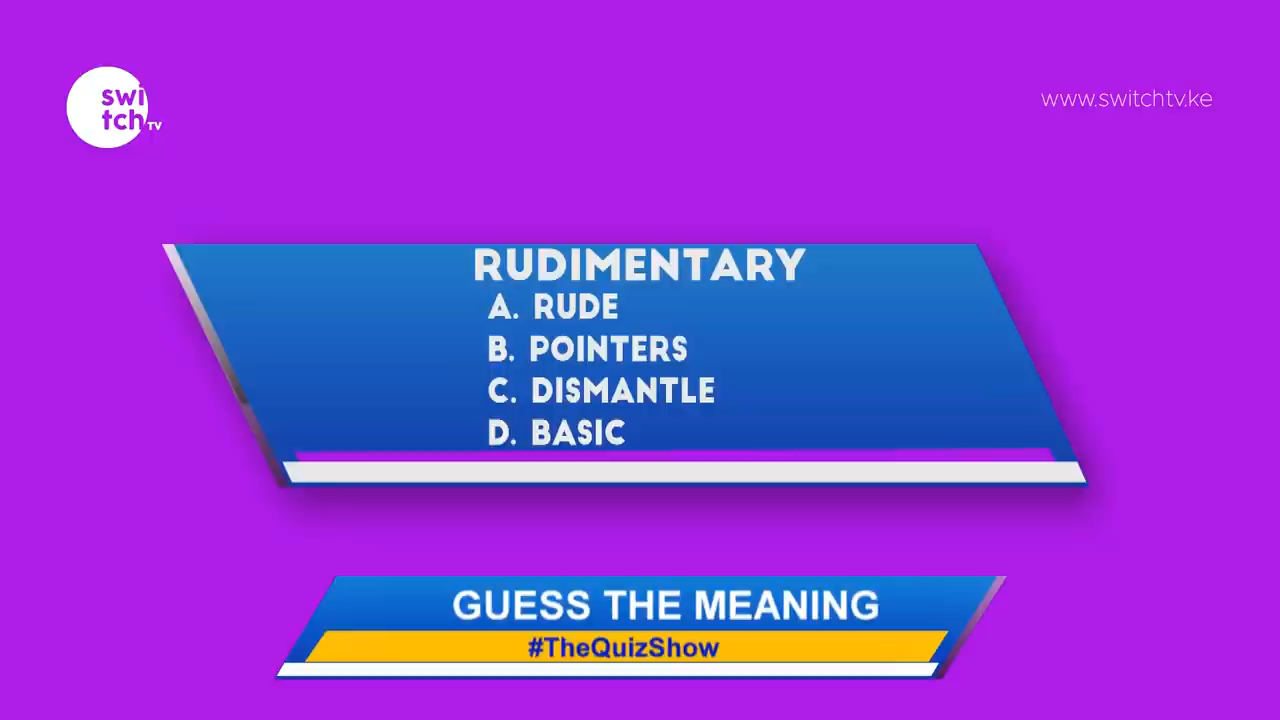 swi
tch TV
www.switchtv.ke
RUDIMENTARY
A. RUDE
B. POINTERS
C. DISMANTLE
D. BASIC
GUESS THE MEANING
#TheQuizShow